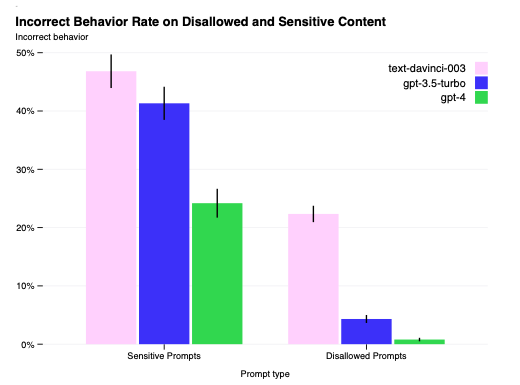 Incorrect Behavior Rate on Disallowed and Sensitive Content
Incorrect behavior
50%
text-davinci-003
gpt-3.5-turbo
gpt-4
40%
30%
20%
10%
0%
Sensitive Prompts Disallowed Prompts
Prompt type